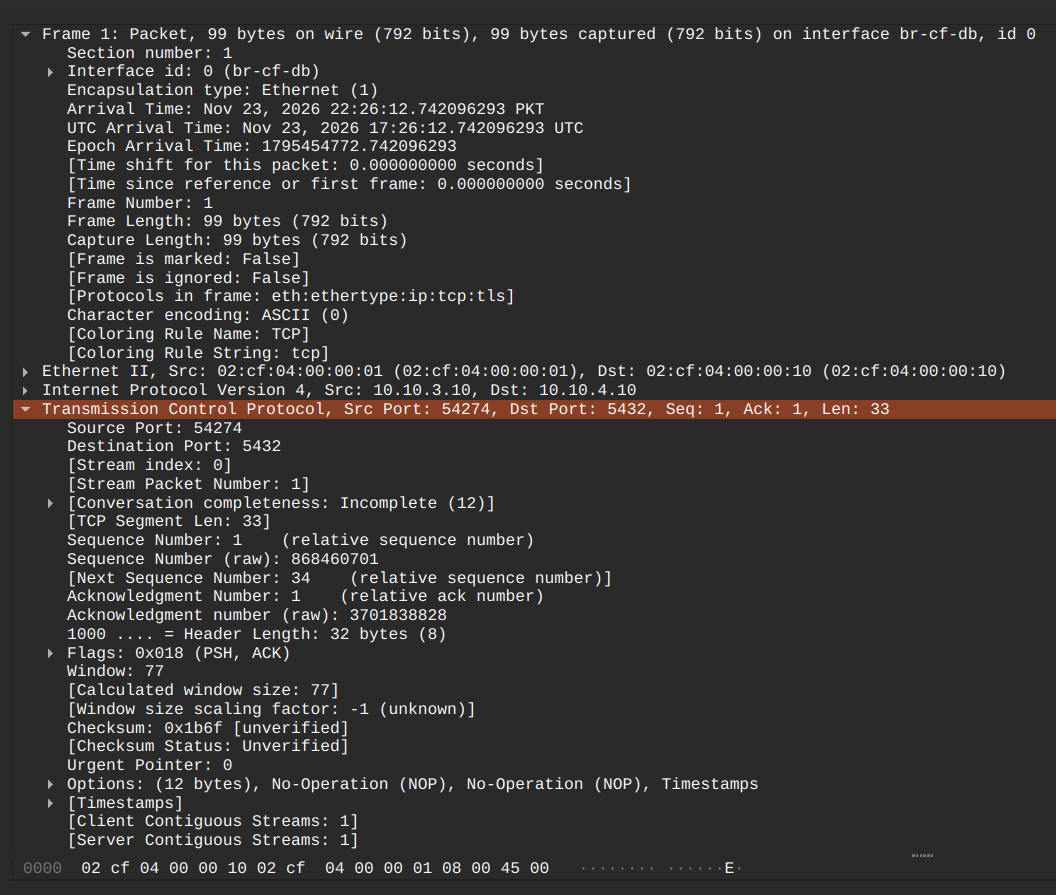 Frame 1: Packet, 99 bytes on wire (792 bits), 99 bytes captured (792 bits) on interface br-cf-db, id 0
Section number: 1
Interface id: 0 (br-cf-db)
Encapsulation type: Ethernet (1)
Arrival Time: Nov 23, 2026 22:26:12.742096293 PKT
UTC Arrival Time: Nov 23, 2026 17:26:12.742096293 UTC
Epoch Arrival Time: 1795454772.742096293
[Time shift for this packet: 0.000000000 seconds]
[Time since reference or first frame: 0.000000000 seconds]
Frame Number: 1
Frame Length: 99 bytes (792 bits)
Capture Length: 99 bytes (792 bits)
[Frame is marked: False]
[Frame is ignored: False]
[Protocols in frame: eth:ethertype:ip:tcp:tls]
Character encoding: ASCII (0)
[Coloring Rule Name: TCP]
[Coloring Rule String: tcp]
Ethernet II, Src: 02:cf:04:00:00:01 (02:cf:04:00:00:01), Dst: 02:cf:04:00:00:10 (02:cf:04:00:00:10)
Internet Protocol Version 4, Src: 10.10.3.10, Dst: 10.10.4.10
Transmission Control Protocol, Src Port: 54274, Dst Port: 5432, Seq: 1, Ack: 1, Len: 33
Source Port: 54274
Destination Port: 5432
[Stream index: 0]
[Stream Packet Number: 1]
[Conversation completeness: Incomplete (12)]
[TCP Segment Len: 33]
Sequence Number: 1    (relative sequence number)
Sequence Number (raw): 868460701
[Next Sequence Number: 34    (relative sequence number)]
Acknowledgment Number: 1    (relative ack number)
Acknowledgment number (raw): 3701838828
1000 .... = Header Length: 32 bytes (8)
Flags: 0x018 (PSH, ACK)
Window: 77
[Calculated window size: 77]
[Window size scaling factor: -1 (unknown)]
Checksum: 0x1b6f [unverified]
[Checksum Status: Unverified]
Urgent Pointer: 0
Options: (12 bytes), No-Operation (NOP), No-Operation (NOP), Timestamps
[Timestamps]
[Client Contiguous Streams: 1]
[Server Contiguous Streams: 1]
0000  02 cf 04 00 00 10 02 cf  04 00 00 01 08 00 45 00   ········ ······E·